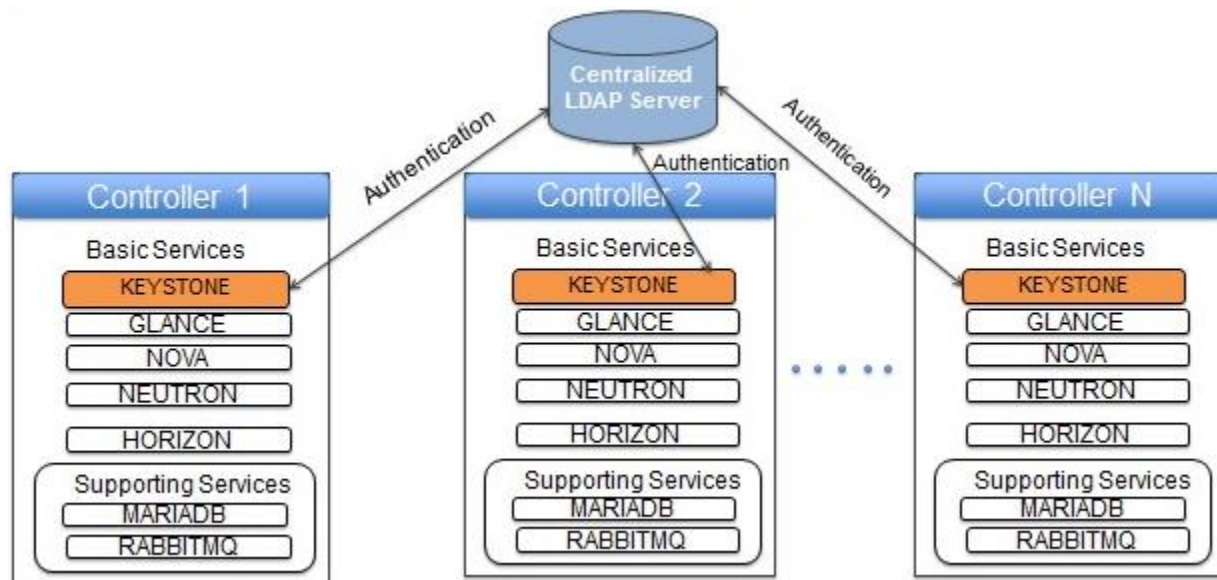 Centralized
LDAP Server
Authentication
Authentication
Authentication
Controller 1
Basic Services
KEYSTONE
GLANCE
NOVA
NEUTRON
HORIZON
Supporting Services
MARIADB
RABBITMQ
Controller 2
Basic Services
KEYSTONE
GLANCE
NOVA
NEUTRON
HORIZON
Supporting Services
MARIADB
RABBITMQ
Controller N
Basic Services
KEYSTONE
GLANCE
NOVA
NEUTRON
HORIZON
Supporting Services
MARIADB
RABBITMQ